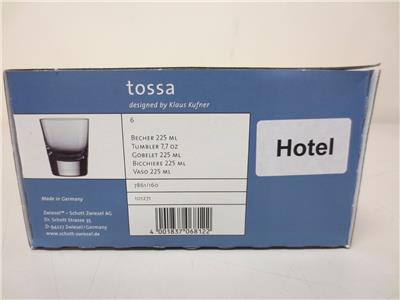 tossa
designed by Klaus Kufner
6
BECHER 225 ML
TUMBLER 7,7 OZ
GOBELET 225 ML
BICCHIERE 225 ML
VASO 225 ML
7861/160
101271
Hotel
Made in Germany
Zwiesel™ – Schott Zwiesel AG
Dr. Schott Strasse 35
D-94227 Zwiesel/Germany
www.schott-zwiesel.de
4 001837 068122